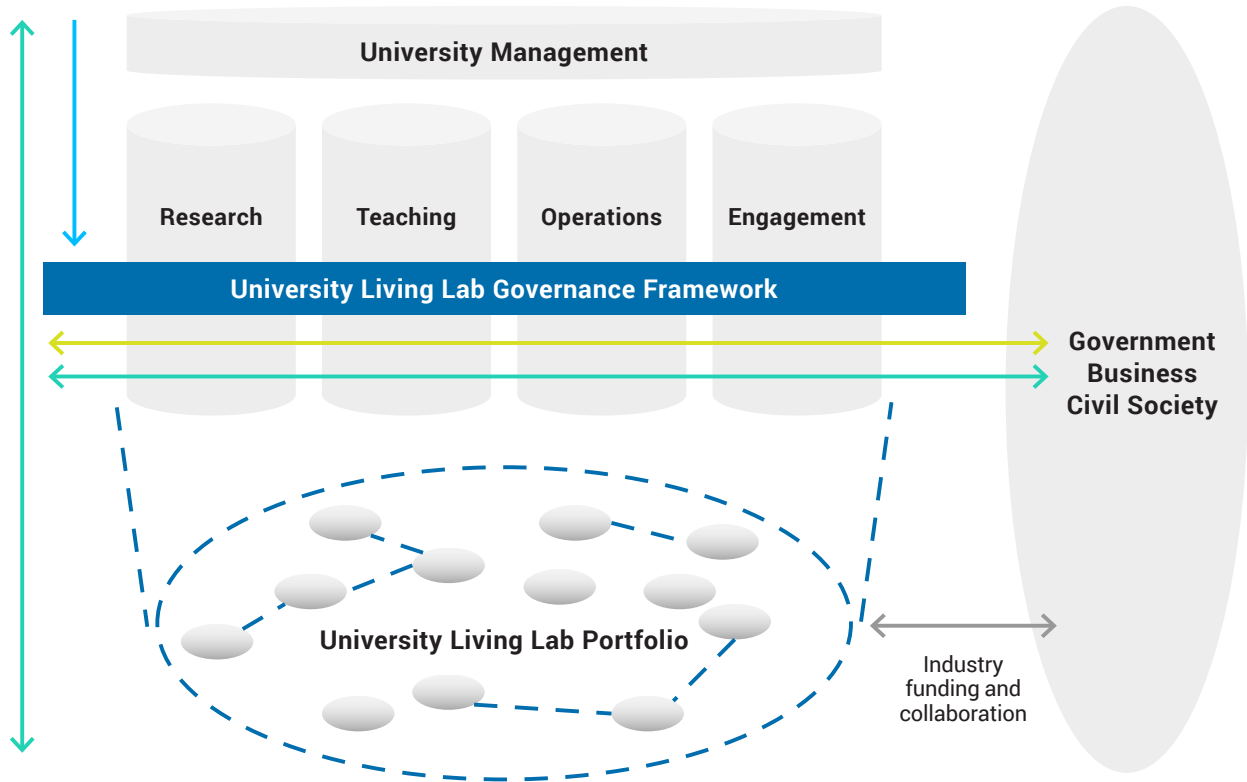 University Management
Research
Teaching
Operations
Engagement
University Living Lab Governance Framework
Government
Business
Civil Society
University Living Lab Portfolio
Industry
funding and
collaboration